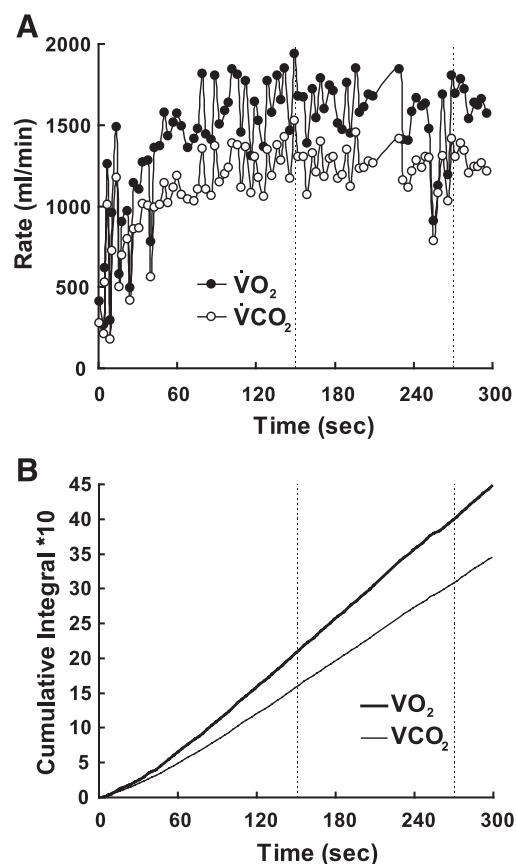 A
2000
1500
1000
500
0
Rate (ml/min)
V̇O2
V̇CO2
0 60 120 180 240 300
Time (sec)
B
45
40
35
30
25
20
15
10
5
0
Cumulative Integral *10
VO2
VCO2
0 60 120 180 240 300
Time (sec)